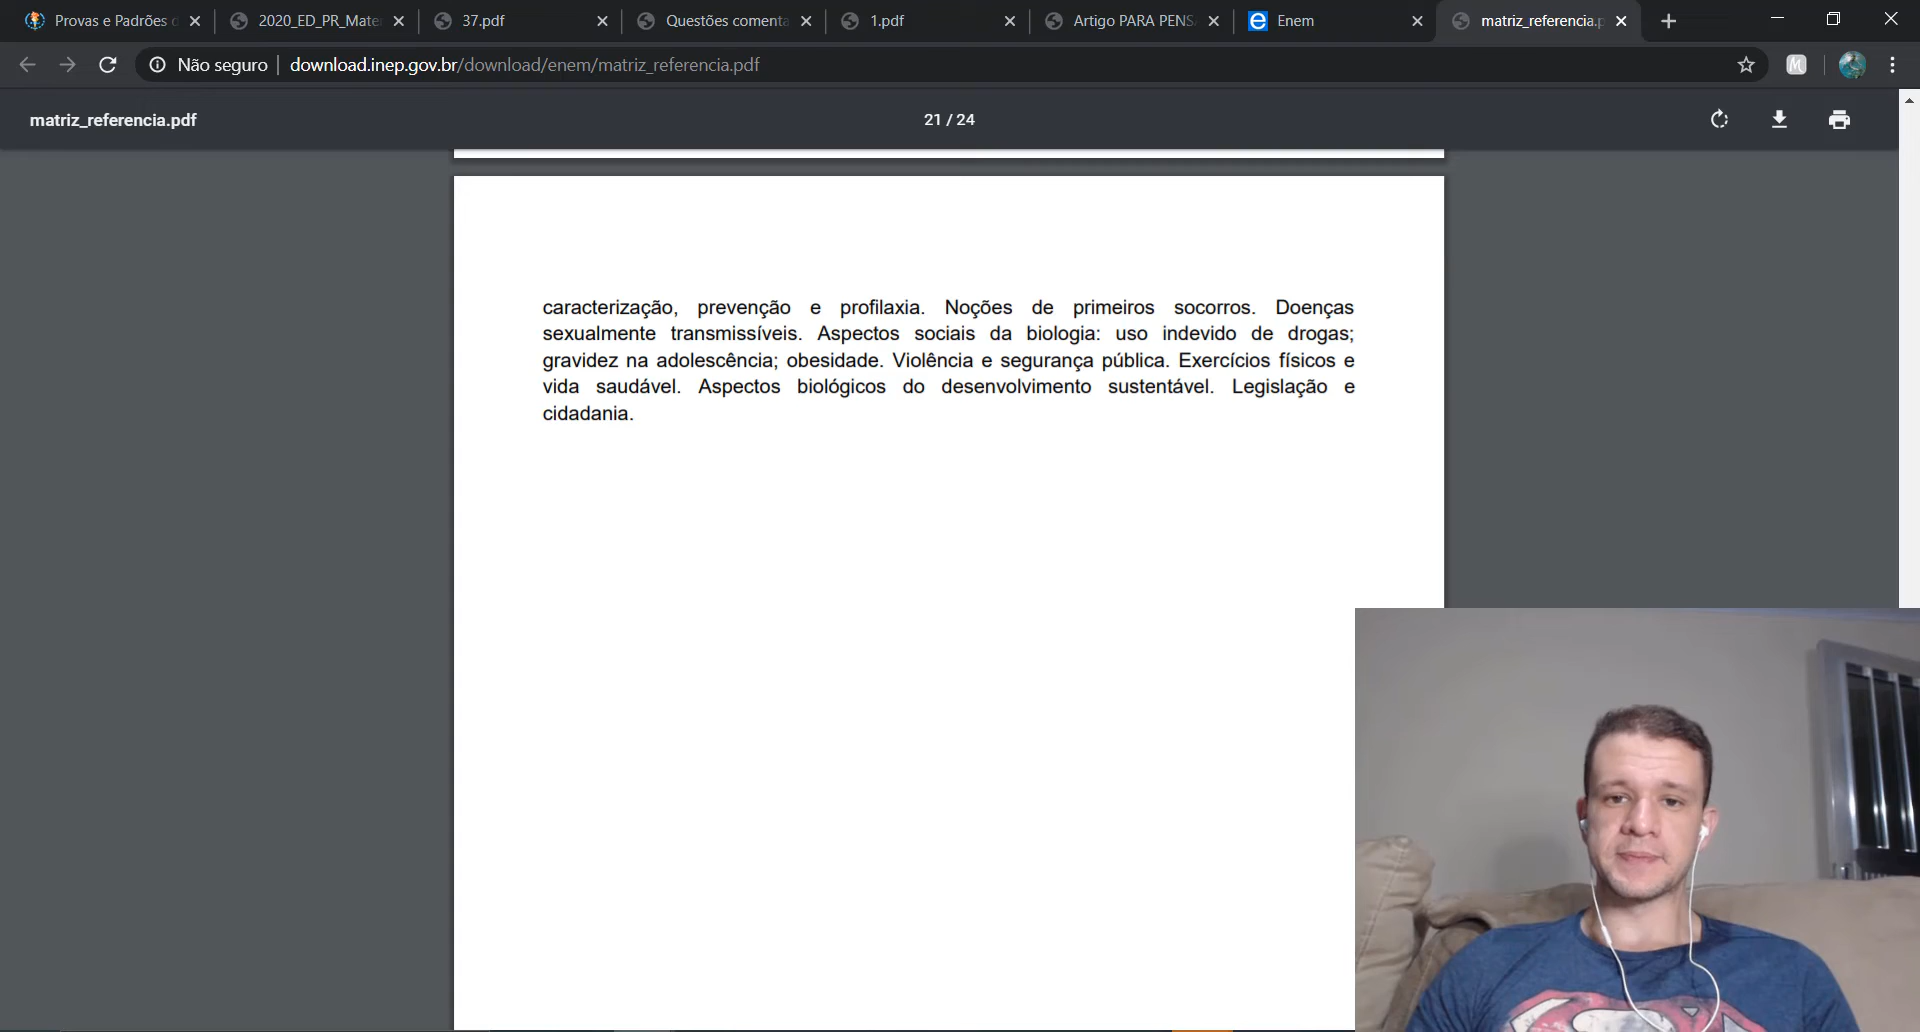 Provas e Padrões d
2020_ED_PR_Mate
37.pdf
Questões comenta
1.pdf
Artigo PARA PENS
Enem
matriz_referencia.p
Não seguro
download.inep.gov.br/download/enem/matriz_referencia.pdf
matriz_referencia.pdf
21 / 24
caracterização, prevenção e profilaxia. Noções de primeiros socorros. Doenças
sexualmente transmissíveis. Aspectos sociais da biologia: uso indevido de drogas;
gravidez na adolescência; obesidade. Violência e segurança pública. Exercícios físicos e
vida saudável. Aspectos biológicos do desenvolvimento sustentável. Legislação e
cidadania.